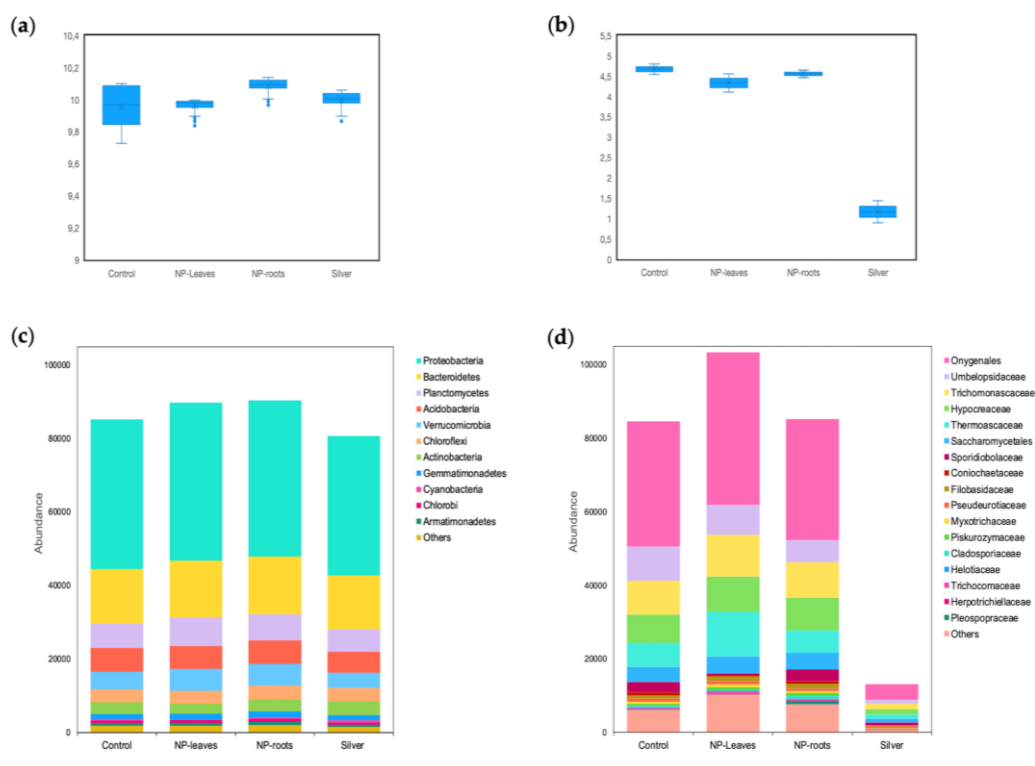 (a)
10,4
10,2
10
9,8
9,6
9,4
9,2
9
Control NP-Leaves NP-roots Silver
(b)
5,5
5
4,5
4
3,5
3
2,5
2
1,5
1
0,5
0
Control NP-leaves NP-roots Silver
(c)
Abundance
100000
80000
60000
40000
20000
0
Control NP-leaves NP-roots Silver
Proteobacteria
Bacteroidetes
Planctomycetes
Acidobacteria
Verrucomicrobia
Chloroflexi
Actinobacteria
Gemmatimonadetes
Cyanobacteria
Chlorobi
Armatimonadetes
Others
(d)
Abundance
100000
80000
60000
40000
20000
0
Control NP-Leaves NP-roots Silver
Onygenales
Umbelopsidaceae
Trichomonascaceae
Hypocreaceae
Thermoascaceae
Saccharomycetales
Sporidiobolaceae
Coniochaetaceae
Filobasidaceae
Pseudeurotiaceae
Myxotrichaceae
Piskurozymaceae
Cladosporiaceae
Helotiaceae
Trichocomaceae
Herpotrichiellaceae
Pleospopraceae
Others